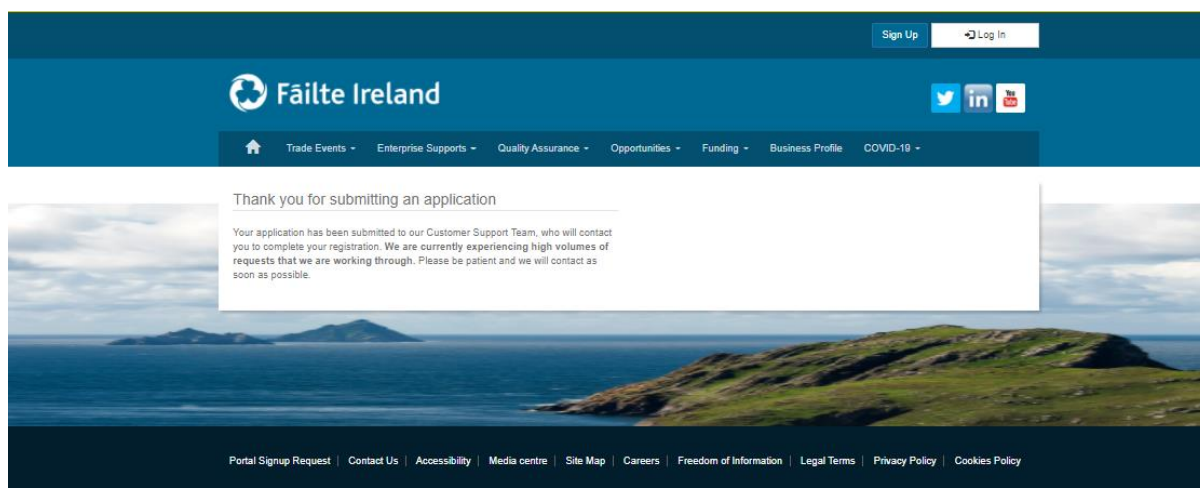 Sign Up Log In
Fāilte Ireland
You Tube
Trade Events Enterprise Supports Quality Assurance Opportunities Funding Business Profile COVID-19
Thank you for submitting an application
Your application has been submitted to our Customer Support Team, who will contact
you to complete your registration. We are currently experiencing high volumes of
requests that we are working through. Please be patient and we will contact as
soon as possible.
Portal Signup Request | Contact Us | Accessibility | Media centre | Site Map | Careers | Freedom of Information | Legal Terms | Privacy Policy | Cookies Policy